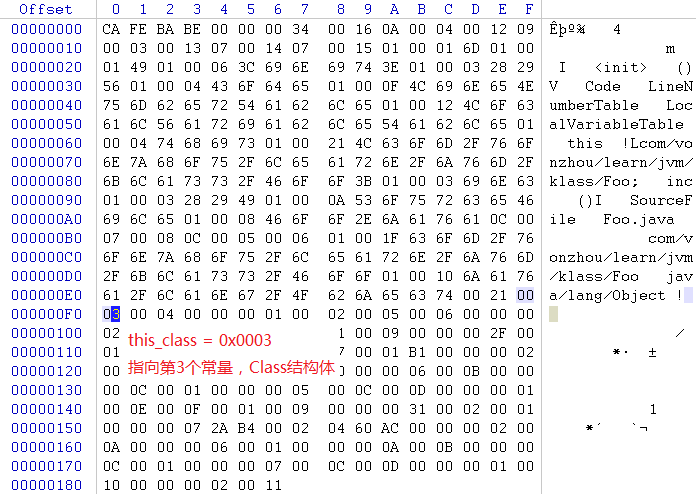 Offset 0 1 2 3 4 5 6 7 8 9 A B C D E F
00000000 CA FE BA BE 00 00 00 34 00 16 0A 00 04 00 12 09 Êþº¾ 4
00000010 00 03 00 13 07 00 14 07 00 15 01 00 01 6D 01 00 m
00000020 01 49 01 00 06 3C 69 6E 69 74 3E 01 00 03 28 29 I <init> ()
00000030 56 01 00 04 43 6F 64 65 01 00 0F 4C 69 6E 65 4E V Code LineN
00000040 75 6D 62 65 72 54 61 62 6C 65 01 00 12 4C 6F 63 umberTable Loc
00000050 61 6C 56 61 72 69 61 62 6C 65 54 61 62 6C 65 01 alVariableTable
00000060 00 04 74 68 69 73 01 00 21 4C 63 6F 6D 2F 76 6F this !Lcom/vo
00000070 6E 7A 68 6F 75 2F 6C 65 61 72 6E 2F 6A 76 6D 2F nzhou/learn/jvm/
00000080 6B 6C 61 73 73 2F 46 6F 6F 3B 01 00 03 69 6E 63 klass/Foo; inc
00000090 01 00 03 28 29 49 01 00 0A 53 6F 75 72 63 65 46 ()I SourceF
000000A0 69 6C 65 01 00 08 46 6F 6F 2E 6A 61 76 61 0C 00 ile Foo.java
000000B0 07 00 08 0C 00 05 00 06 01 00 1F 63 6F 6D 2F 76 com/v
000000C0 6F 6E 7A 68 6F 75 2F 6C 65 61 72 6E 2F 6A 76 6D onzhou/learn/jvm
000000D0 2F 6B 6C 61 73 73 2F 46 6F 6F 01 00 10 6A 61 76 /klass/Foo jav
000000E0 61 2F 6C 61 6E 67 2F 4F 62 6A 65 63 74 00 21 00 a/lang/Object !
000000F0 03 00 04 00 00 00 01 00 02 00 05 00 06 00 00 00
00000100 02 1 00 09 00 00 00 2F 00 /
this_class = 0x0003
00000110 01 7 00 01 B1 00 00 00 02 *· ±
指向第3个常量，Class结构体
00000120 00 00 00 06 00 0B 00 00
00000130 00 0C 00 01 00 00 00 05 00 0C 00 0D 00 00 00 01
00000140 00 0E 00 0F 00 01 00 09 00 00 00 31 00 02 00 01 1
00000150 00 00 00 07 2A B4 00 02 04 60 AC 00 00 00 02 00 *´ `¬
00000160 0A 00 00 00 06 00 01 00 00 00 0A 00 0B 00 00 00
00000170 0C 00 01 00 00 00 07 00 0C 00 0D 00 00 00 01 00
00000180 10 00 00 00 02 00 11